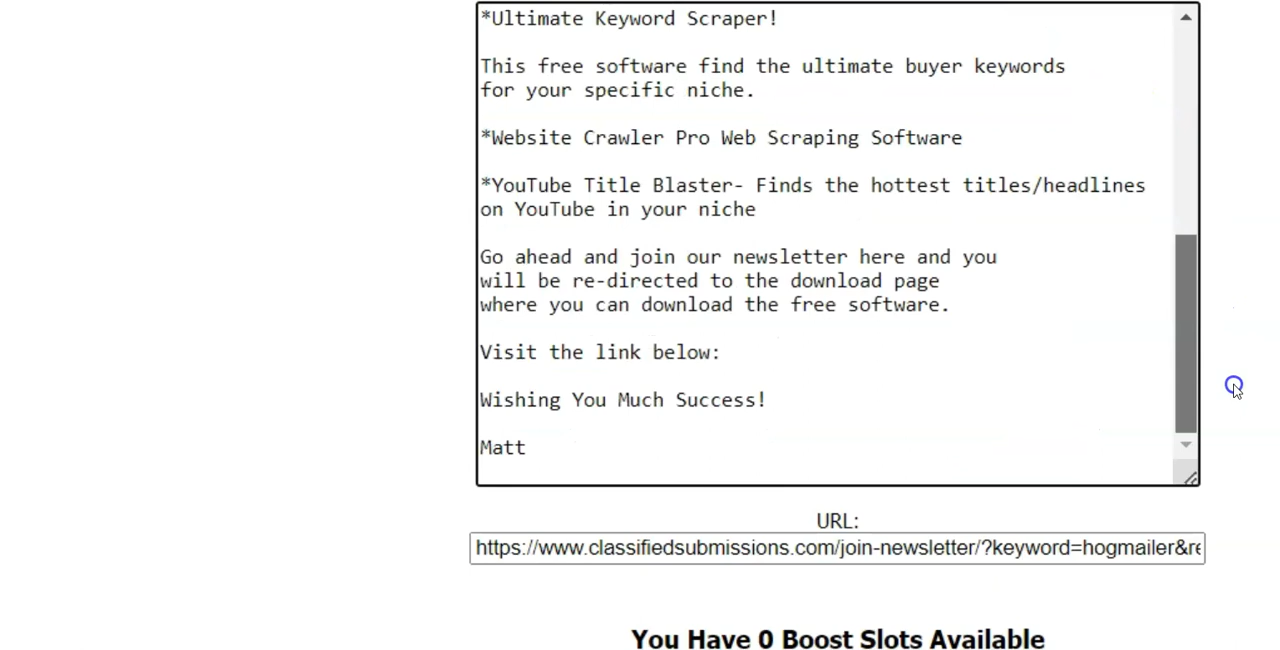 *Ultimate Keyword Scraper!
This free software find the ultimate buyer keywords
for your specific niche.
*Website Crawler Pro Web Scraping Software
*YouTube Title Blaster- Finds the hottest titles/headlines
on YouTube in your niche
Go ahead and join our newsletter here and you
will be re-directed to the download page
where you can download the free software.
Visit the link below:
Wishing You Much Success!
Matt
URL:
https://www.classifiedsubmissions.com/join-newsletter/?keyword=hogmailer&re
You Have 0 Boost Slots Available